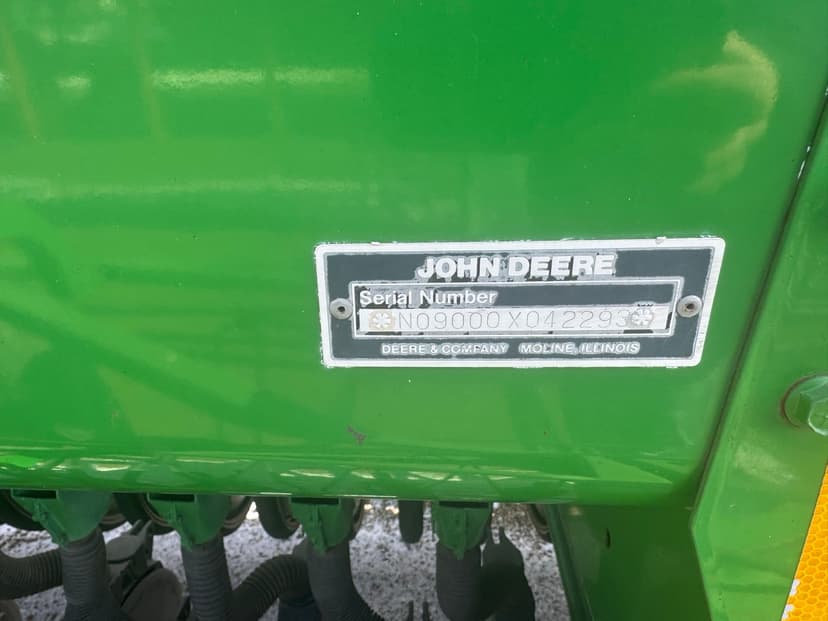 JOHN DEERE
Serial Number
N09000X042293
DEERE & COMPANY MOLINE, ILLINOIS